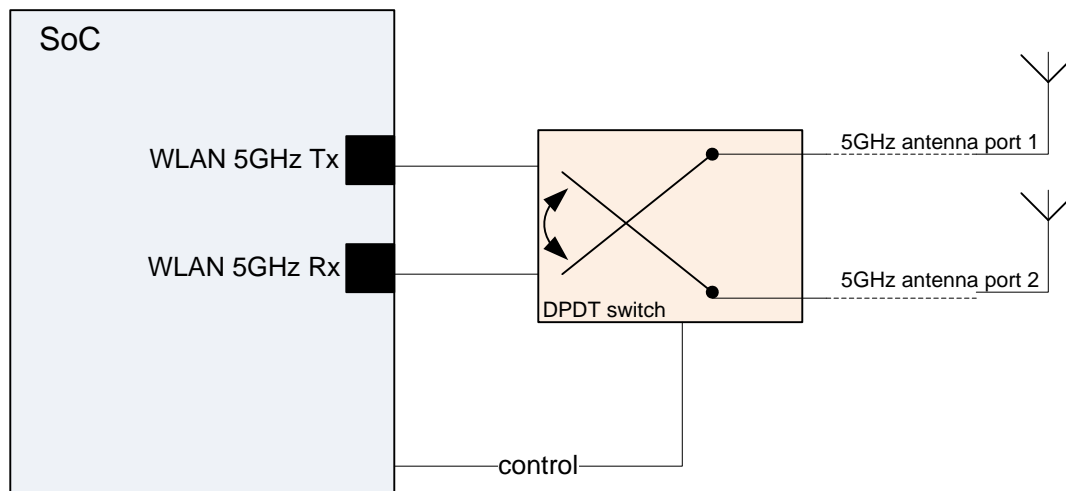 SoC
WLAN 5GHz Tx
5GHz antenna port 1
WLAN 5GHz Rx
5GHz antenna port 2
DPDT switch
control